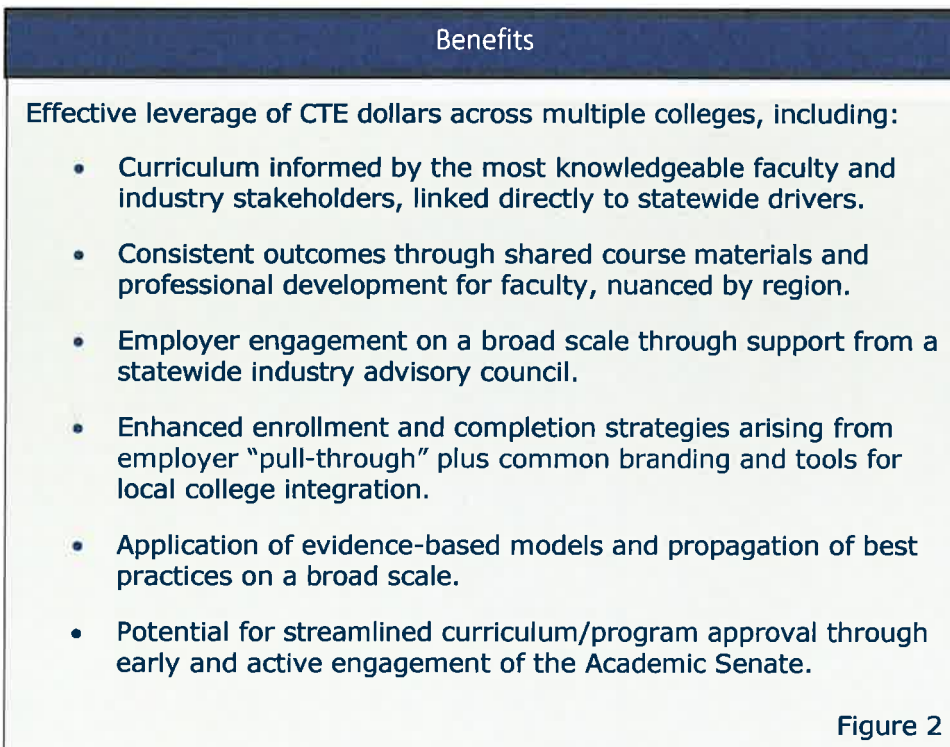 Benefits
Effective leverage of CTE dollars across multiple colleges, including:
• Curriculum informed by the most knowledgeable faculty and
industry stakeholders, linked directly to statewide drivers.
• Consistent outcomes through shared course materials and
professional development for faculty, nuanced by region.
• Employer engagement on a broad scale through support from a
statewide industry advisory council.
• Enhanced enrollment and completion strategies arising from
employer "pull-through" plus common branding and tools for
local college integration.
• Application of evidence-based models and propagation of best
practices on a broad scale.
• Potential for streamlined curriculum/program approval through
early and active engagement of the Academic Senate.
Figure 2